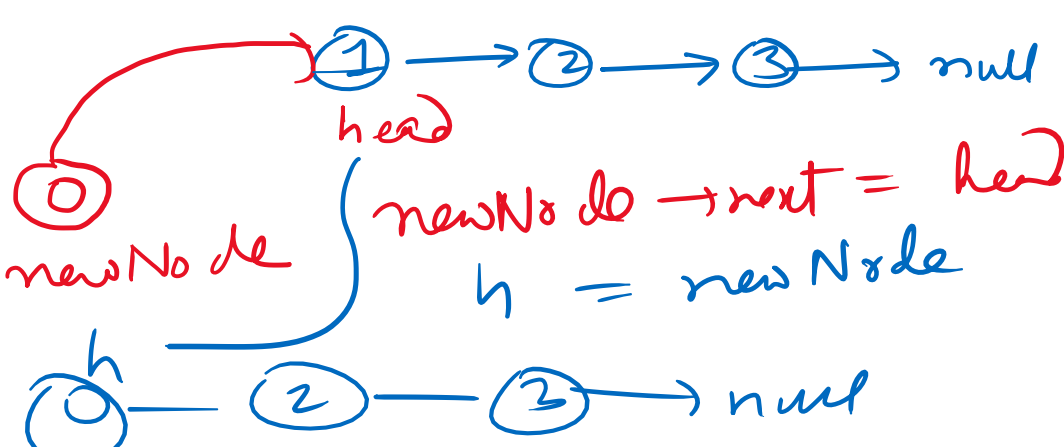 1 2 3 null
head
0
newNode → next = head
newNode
h = newNode
h
0 2 3 null